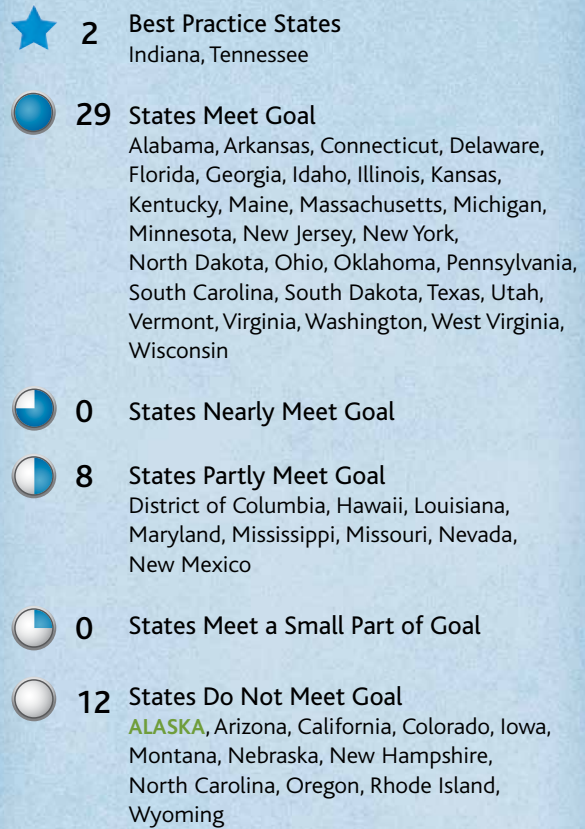 2 Best Practice States
Indiana, Tennessee
29 States Meet Goal
Alabama, Arkansas, Connecticut, Delaware,
Florida, Georgia, Idaho, Illinois, Kansas,
Kentucky, Maine, Massachusetts, Michigan,
Minnesota, New Jersey, New York,
North Dakota, Ohio, Oklahoma, Pennsylvania,
South Carolina, South Dakota, Texas, Utah,
Vermont, Virginia, Washington, West Virginia,
Wisconsin
0 States Nearly Meet Goal
8 States Partly Meet Goal
District of Columbia, Hawaii, Louisiana,
Maryland, Mississippi, Missouri, Nevada,
New Mexico
0 States Meet a Small Part of Goal
12 States Do Not Meet Goal
ALASKA, Arizona, California, Colorado, Iowa,
Montana, Nebraska, New Hampshire,
North Carolina, Oregon, Rhode Island,
Wyoming